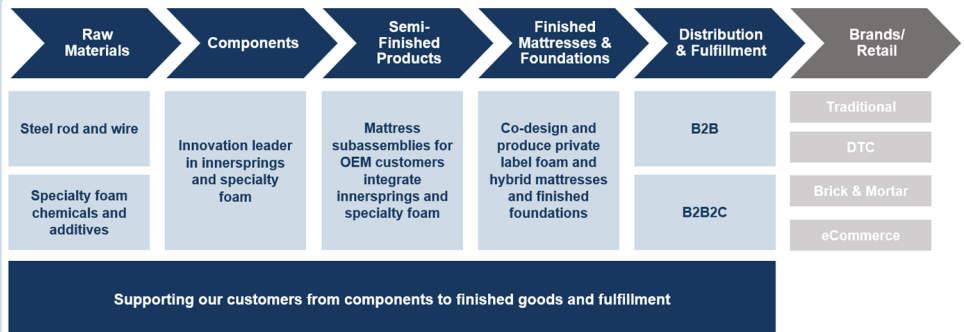 Raw
Materials
Components
Semi-
Finished
Products
Finished
Mattresses &
Foundations
Distribution
& Fulfillment
Brands/
Retail
Steel rod and wire
Specialty foam
chemicals and
additives
Innovation leader
in innersprings
and specialty
foam
Mattress
subassemblies for
OEM customers
integrate
innersprings and
specialty foam
Co-design and
produce private
label foam and
hybrid mattresses
and finished
foundations
B2B
B2B2C
Traditional
DTC
Brick & Mortar
eCommerce
Supporting our customers from components to finished goods and fulfillment